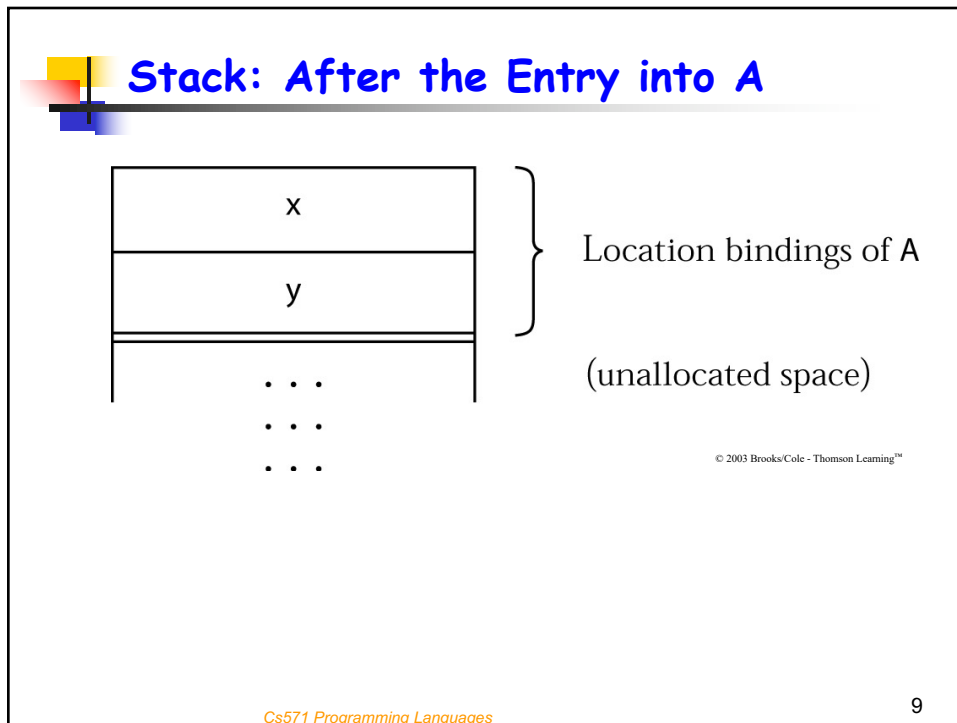 Stack: After the Entry into A
x
y
Location bindings of A
(unallocated space)
. . .
. . .
. . .
© 2003 Brooks/Cole - Thomson Learning™
Cs571 Programming Languages
9